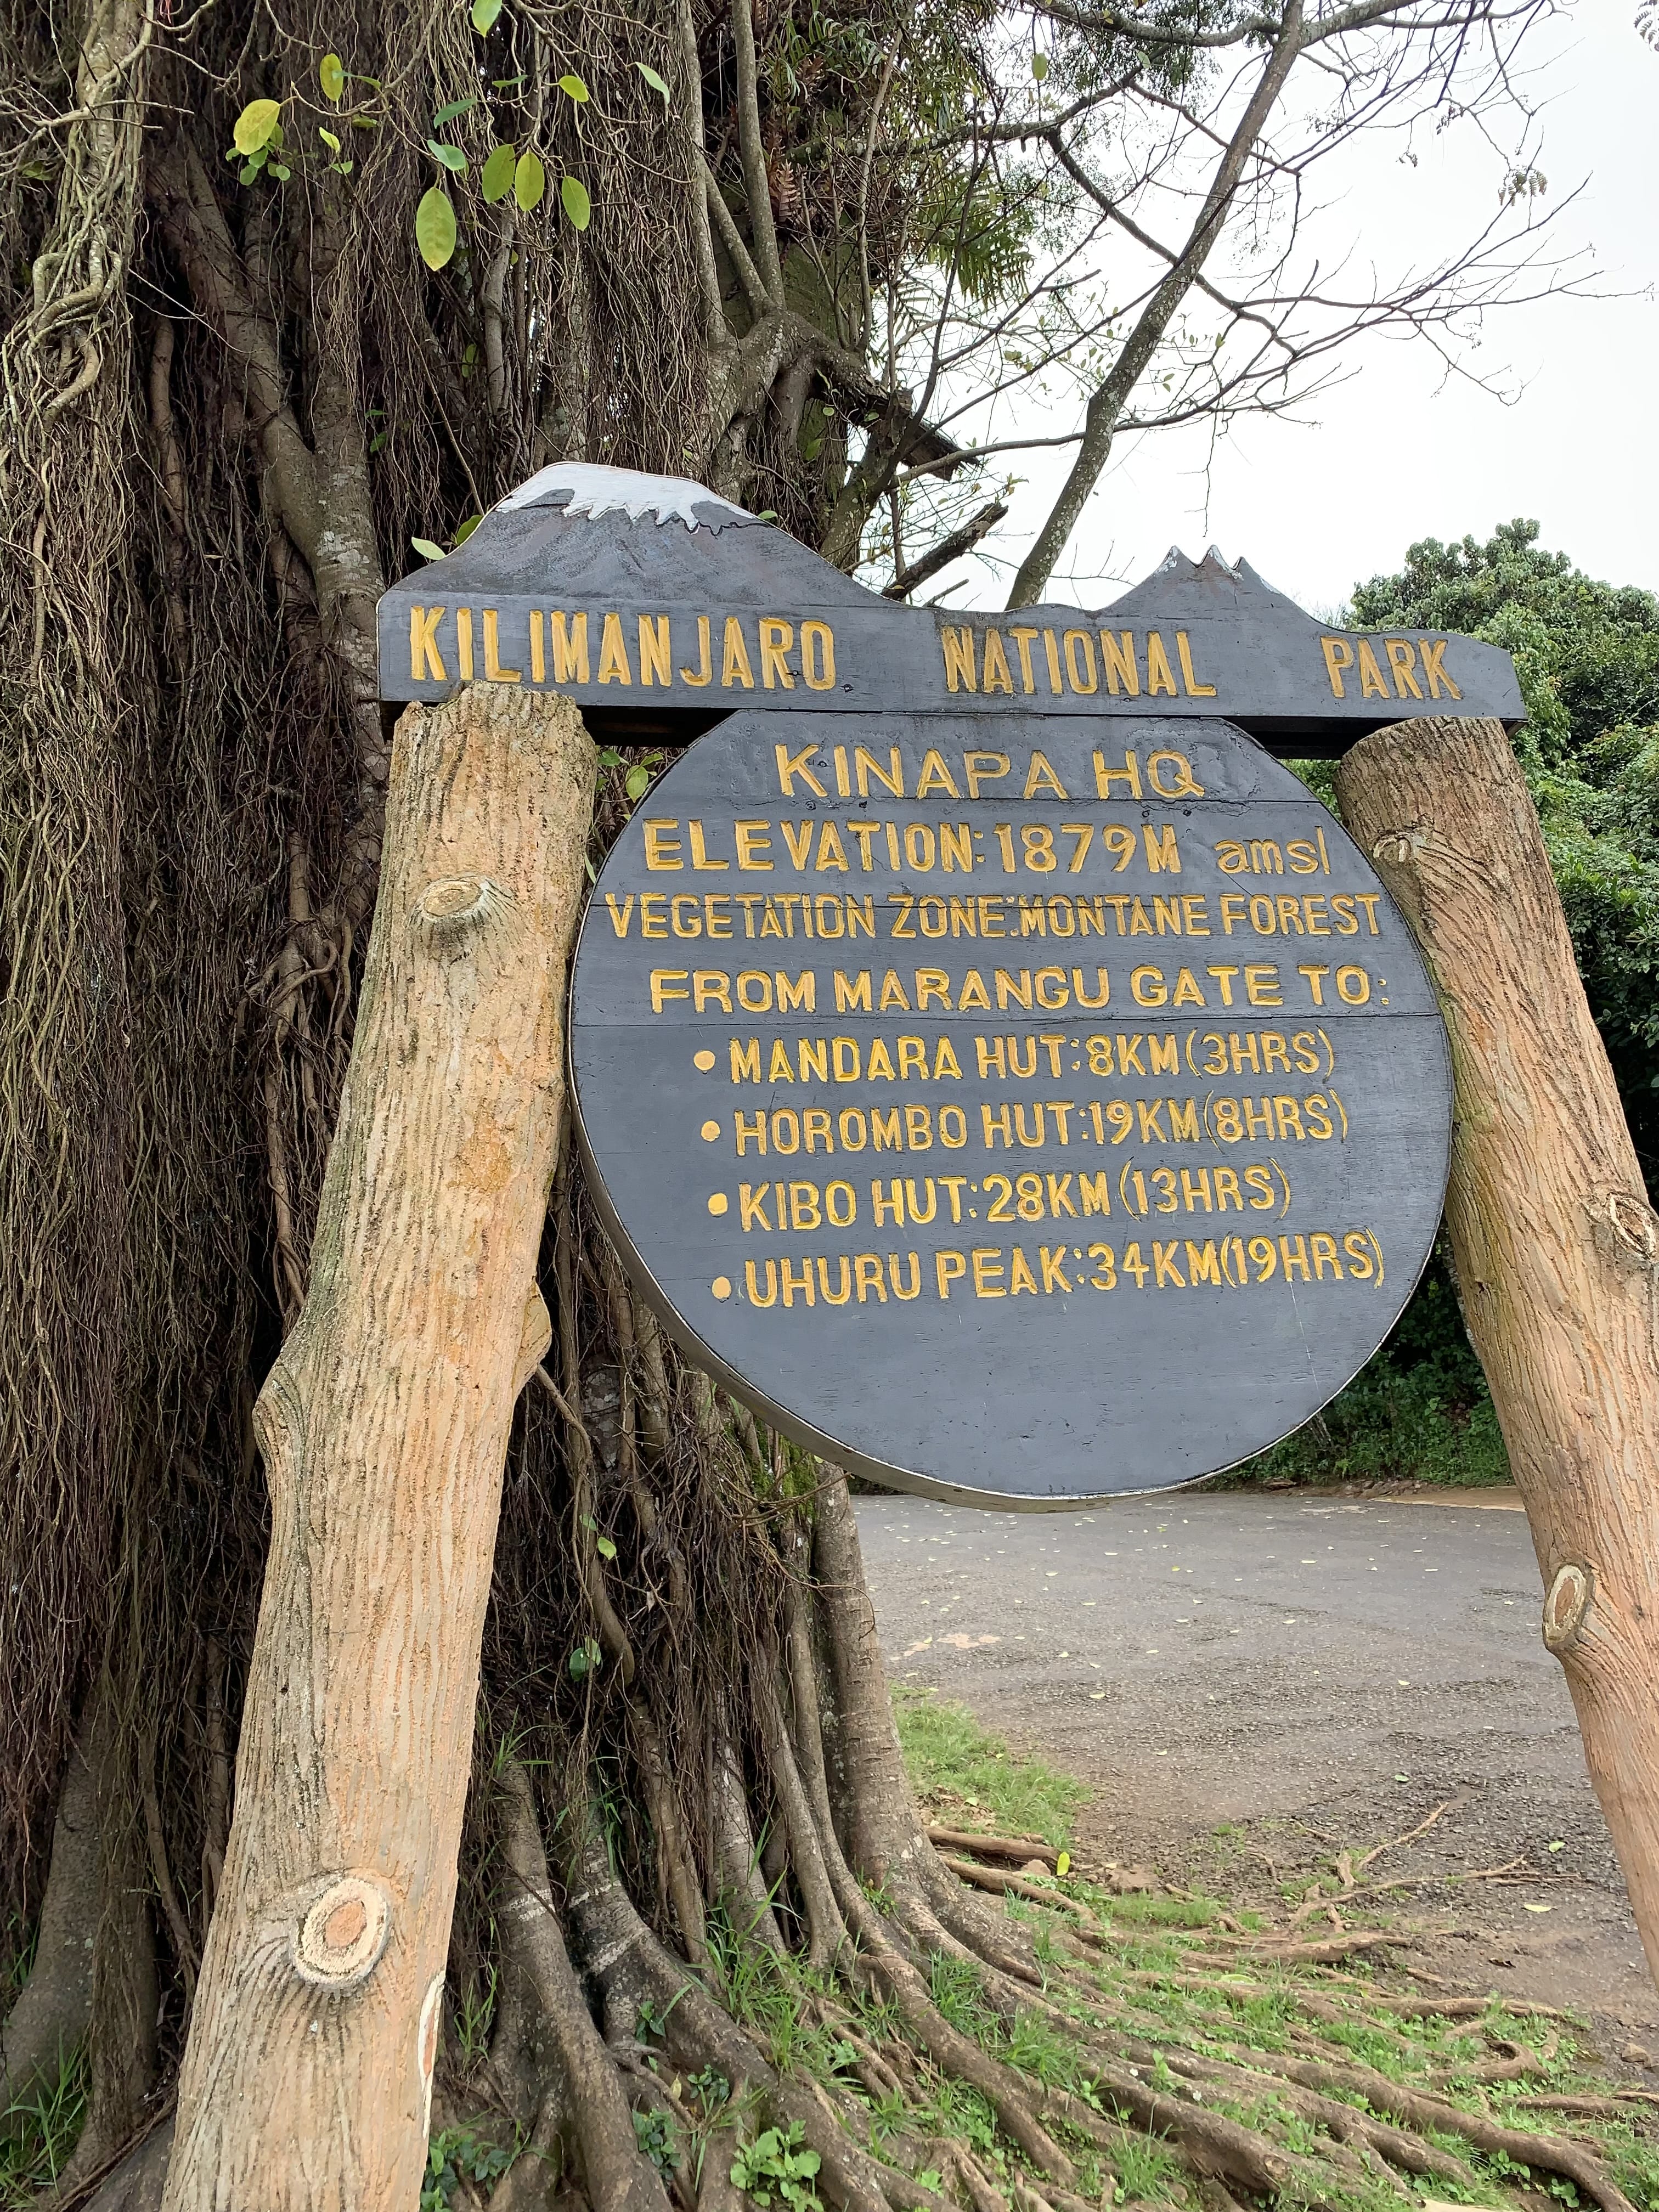 KILIMANJARO NATIONAL PARK
KINAPA HQ
ELEVATION:1879M amsl
VEGETATION ZONE:MONTANE FOREST
FROM MARANGU GATE TO:
• MANDARA HUT:8KM(3HRS)
• HOROMBO HUT:19KM(8HRS)
• KIBO HUT:28KM(13HRS)
• UHURU PEAK:34KM(19HRS)